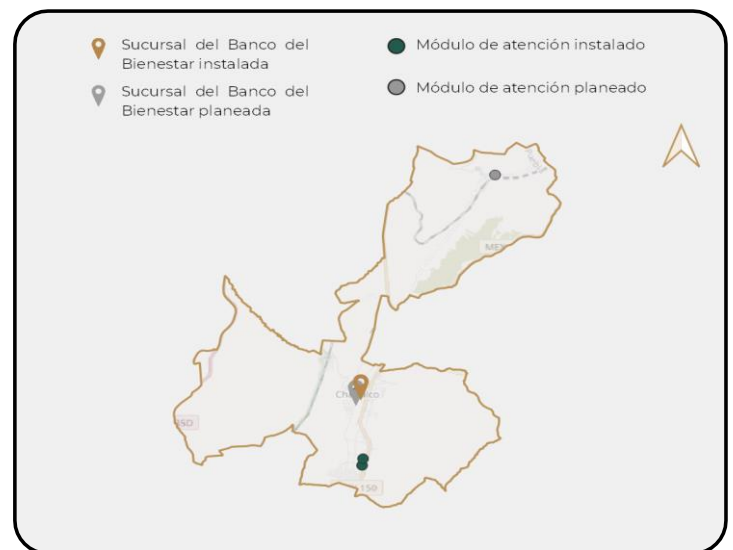 Sucursal del Banco del
Bienestar instalada
Módulo de atención instalado
Sucursal del Banco del
Bienestar planeada
Módulo de atención planeado
MEX
150